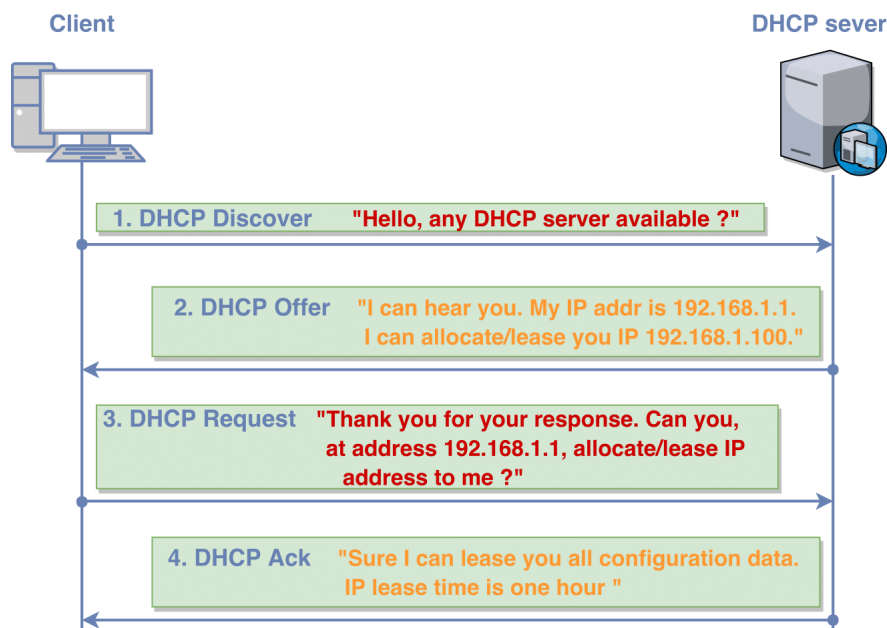 Client
DHCP sever
1. DHCP Discover "Hello, any DHCP server available ?"
2. DHCP Offer "I can hear you. My IP addr is 192.168.1.1.
I can allocate/lease you IP 192.168.1.100."
3. DHCP Request "Thank you for your response. Can you,
at address 192.168.1.1, allocate/lease IP
address to me ?"
4. DHCP Ack "Sure I can lease you all configuration data.
IP lease time is one hour "